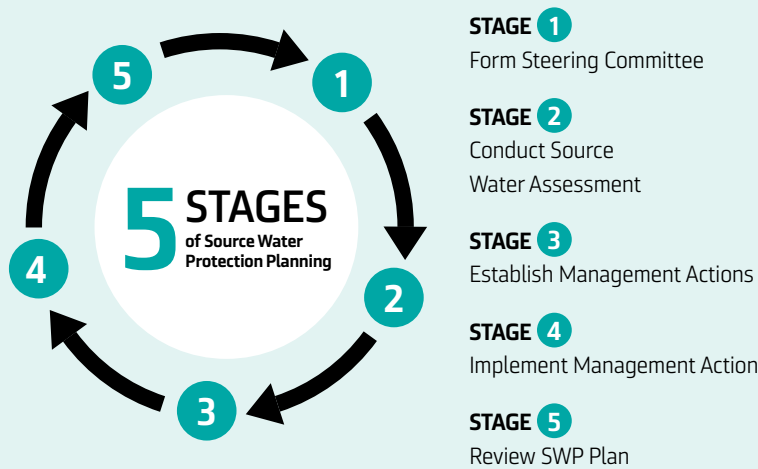 5
1
5 STAGES
of Source Water
Protection Planning
4
2
3
STAGE 1
Form Steering Committee
STAGE 2
Conduct Source
Water Assessment
STAGE 3
Establish Management Actions
STAGE 4
Implement Management Action
STAGE 5
Review SWP Plan